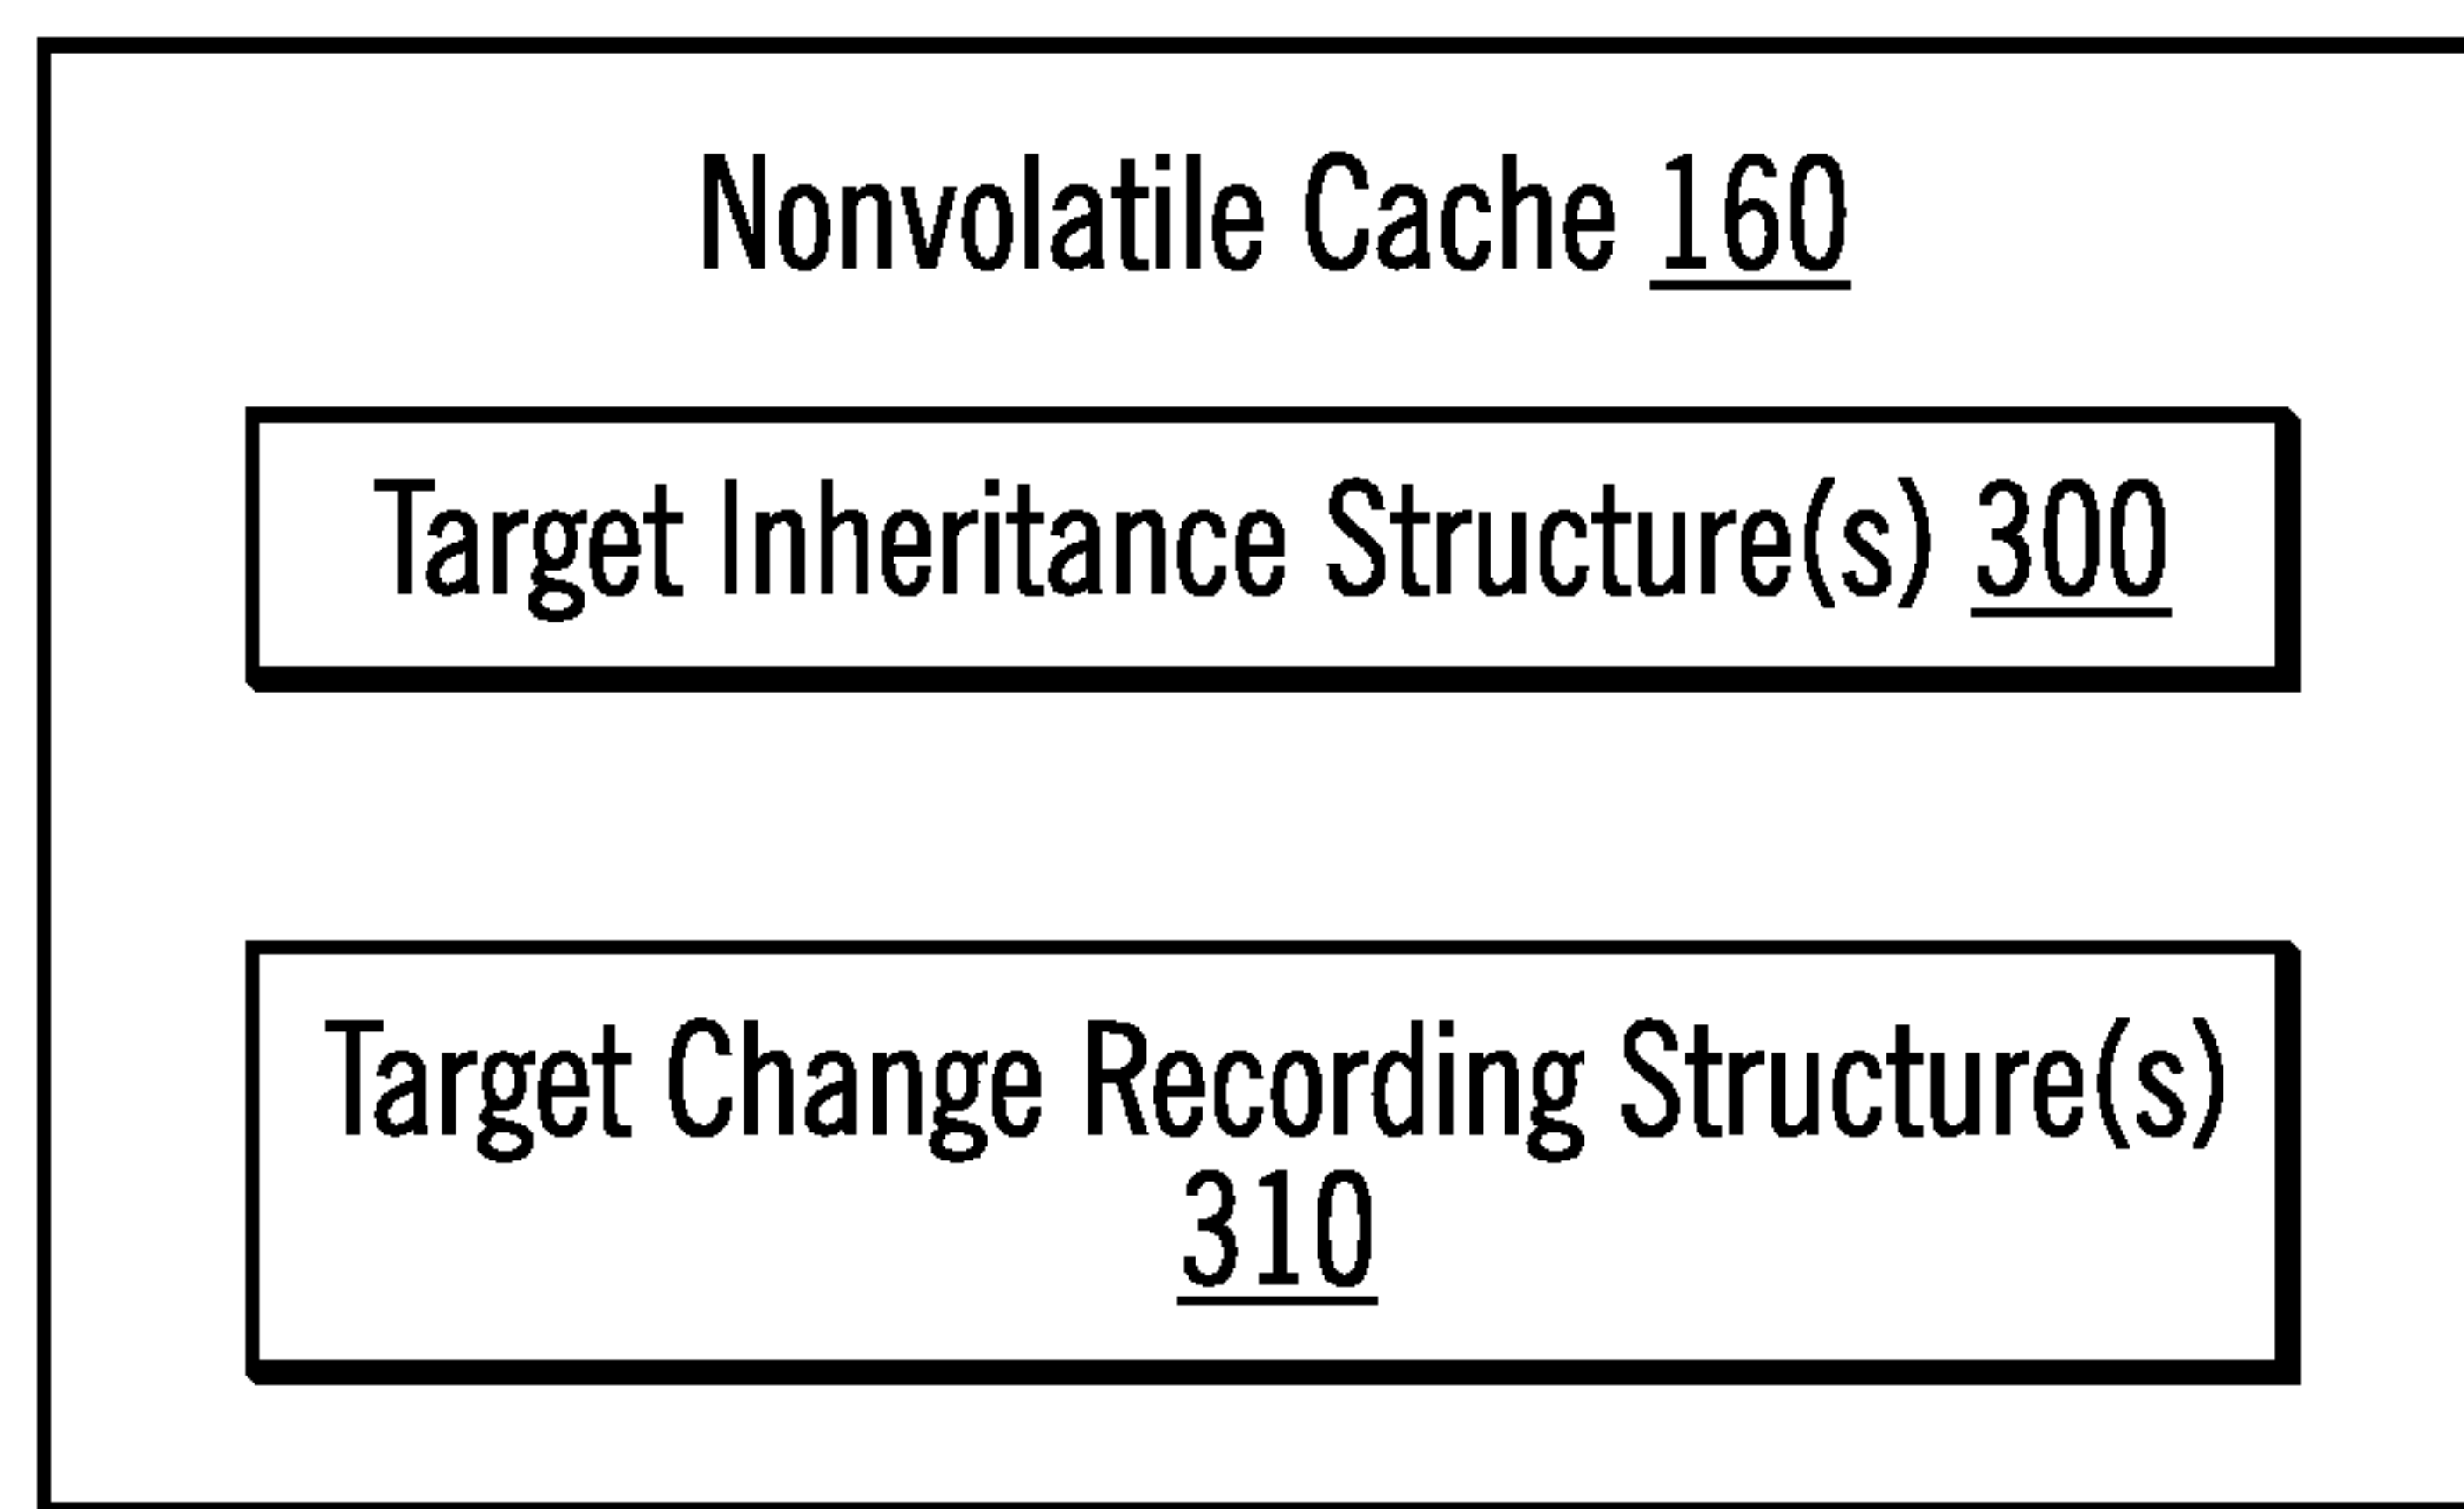 Nonvolatile Cache 160
Target Inheritance Structure(s) 300
Target Change Recording Structure(s)
310